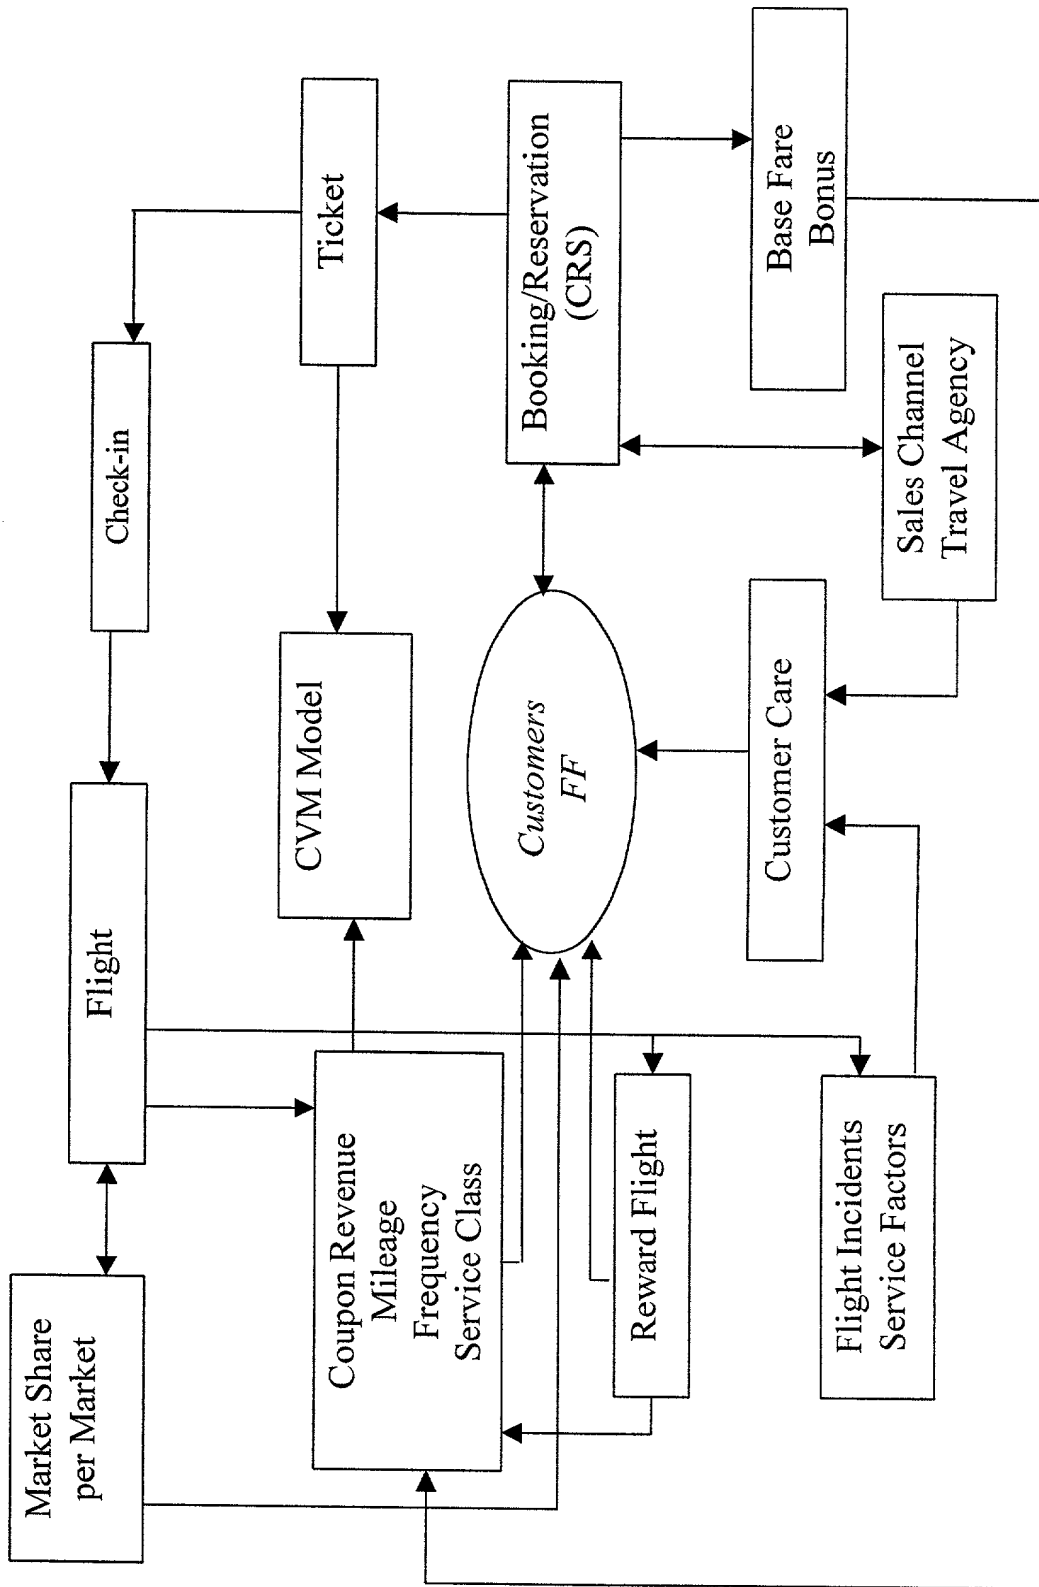 Market Share
per Market
Flight
Check-in
Coupon Revenue
Mileage
Frequency
Service Class
CVM Model
Ticket
Customers
FF
Booking/Reservation
(CRS)
Reward Flight
Customer Care
Base Fare
Bonus
Flight Incidents
Service Factors
Sales Channel
Travel Agency